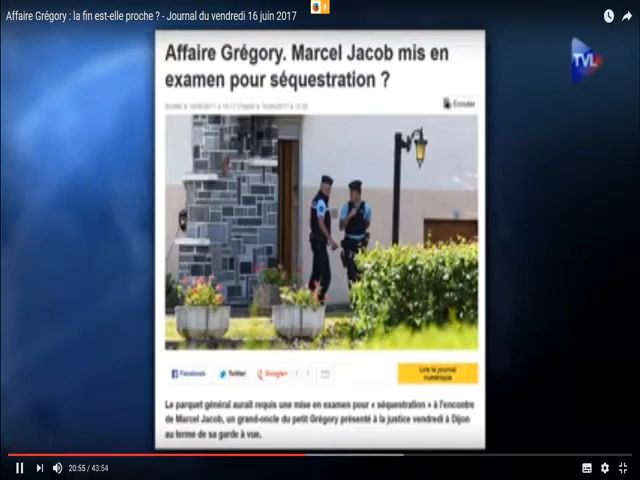 Affaire Grégory : la fin est-elle proche ? - Journal du vendredi 16 juin 2017
TVL
Affaire Grégory. Marcel Jacob mis en
examen pour séquestration ?
Écouter
Facebook Twitter Google+ Lire le journal
numérique
Le parquet général aurait requis une mise en examen pour « séquestration » à l'encontre
de Marcel Jacob, un grand-oncle du petit Grégory présenté à la justice vendredi à Dijon
au terme de sa garde à vue.
20:55 / 43:54